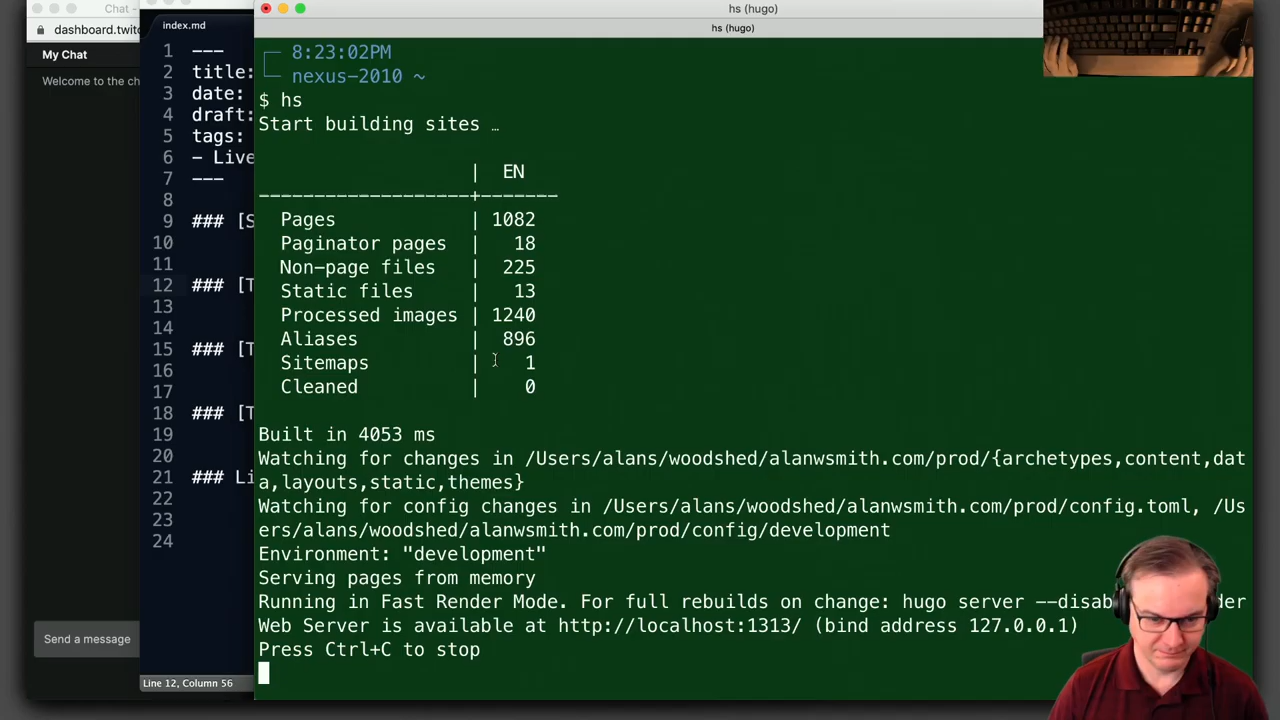 Chat -
dashboard.twitc
My Chat
Welcome to the ch
Send a message
index.md
1 ---
2 title:
3 date:
4 draft:
5 tags:
6 - Live
7 ---
8
9 ### [S
10
11
12 ### [T
13
14
15 ### [T
16
17
18 ### [T
19
20
21 ### Li
22
23
24
Line 12, Column 56
hs (hugo)
hs (hugo)
8:23:02PM
nexus-2010 ~
$ hs
Start building sites …
| EN
-------------------+-------
Pages | 1082
Paginator pages | 18
Non-page files | 225
Static files | 13
Processed images | 1240
Aliases | 896
Sitemaps | 1
Cleaned | 0
Built in 4053 ms
Watching for changes in /Users/alans/woodshed/alanwsmith.com/prod/{archetypes,content,dat
a,layouts,static,themes}
Watching for config changes in /Users/alans/woodshed/alanwsmith.com/prod/config.toml, /Us
ers/alans/woodshed/alanwsmith.com/prod/config/development
Environment: "development"
Serving pages from memory
Running in Fast Render Mode. For full rebuilds on change: hugo server --disab der
Web Server is available at http://localhost:1313/ (bind address 127.0.0.1)
Press Ctrl+C to stop